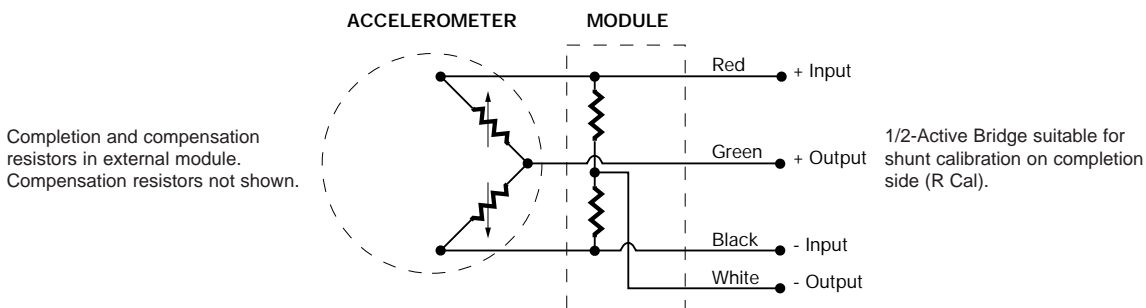 ACCELEROMETER MODULE
Red + Input
Completion and compensation
resistors in external module.
Compensation resistors not shown.
Green + Output
1/2-Active Bridge suitable for
shunt calibration on completion
side (R Cal).
Black - Input
White - Output